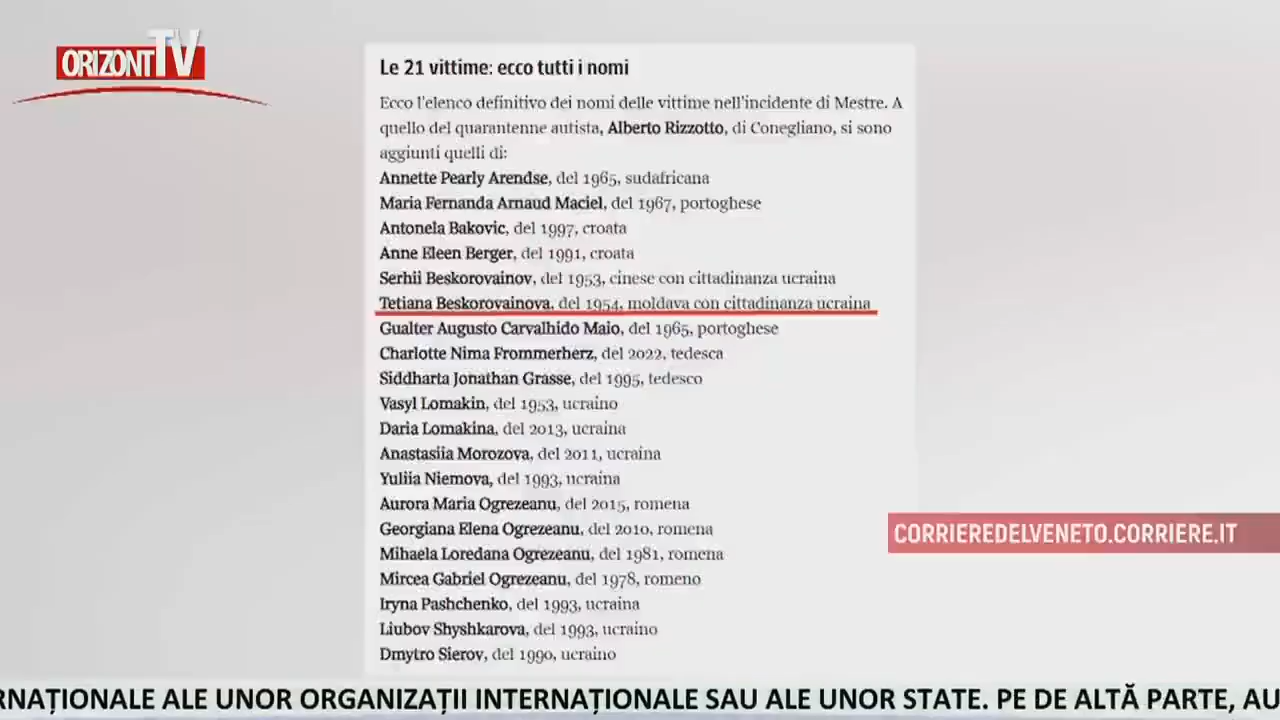 ORIZONT TV
Le 21 vittime: ecco tutti i nomi
Ecco l'elenco definitivo dei nomi delle vittime nell'incidente di Mestre. A
quello del quarantenne autista, Alberto Rizzotto, di Conegliano, si sono
aggiunti quelli di:
Annette Pearly Arendse, del 1965, sudafricana
Maria Fernanda Arnaud Maciel, del 1967, portoghese
Antonela Bakovic, del 1997, croata
Anne Eleen Berger, del 1991, croata
Serhii Beskorovainov, del 1953, cinese con cittadinanza ucraina
Tetiana Beskorovainova, del 1954, moldava con cittadinanza ucraina
Gualter Augusto Carvalhido Maio, del 1965, portoghese
Charlotte Nima Frommerherz, del 2022, tedesca
Siddharta Jonathan Grasse, del 1995, tedesco
Vasyl Lomakin, del 1953, ucraino
Daria Lomakina, del 2013, ucraina
Anastasiia Morozova, del 2011, ucraina
Yuliia Niemova, del 1993, ucraina
Aurora Maria Ogrezeanu, del 2015, romena
Georgiana Elena Ogrezeanu, del 2010, romena
Mihaela Loredana Ogrezeanu, del 1981, romena
Mircea Gabriel Ogrezeanu, del 1978, romeno
Iryna Pashchenko, del 1993, ucraina
Liubov Shyshkarova, del 1993, ucraino
Dmytro Sierov, del 1990, ucraino
CORRIEREDELVENETO.CORRIERE.IT
RNAȚIONALE ALE UNOR ORGANIZAȚII INTERNAȚIONALE SAU ALE UNOR STATE. PE DE ALTĂ PARTE, AU